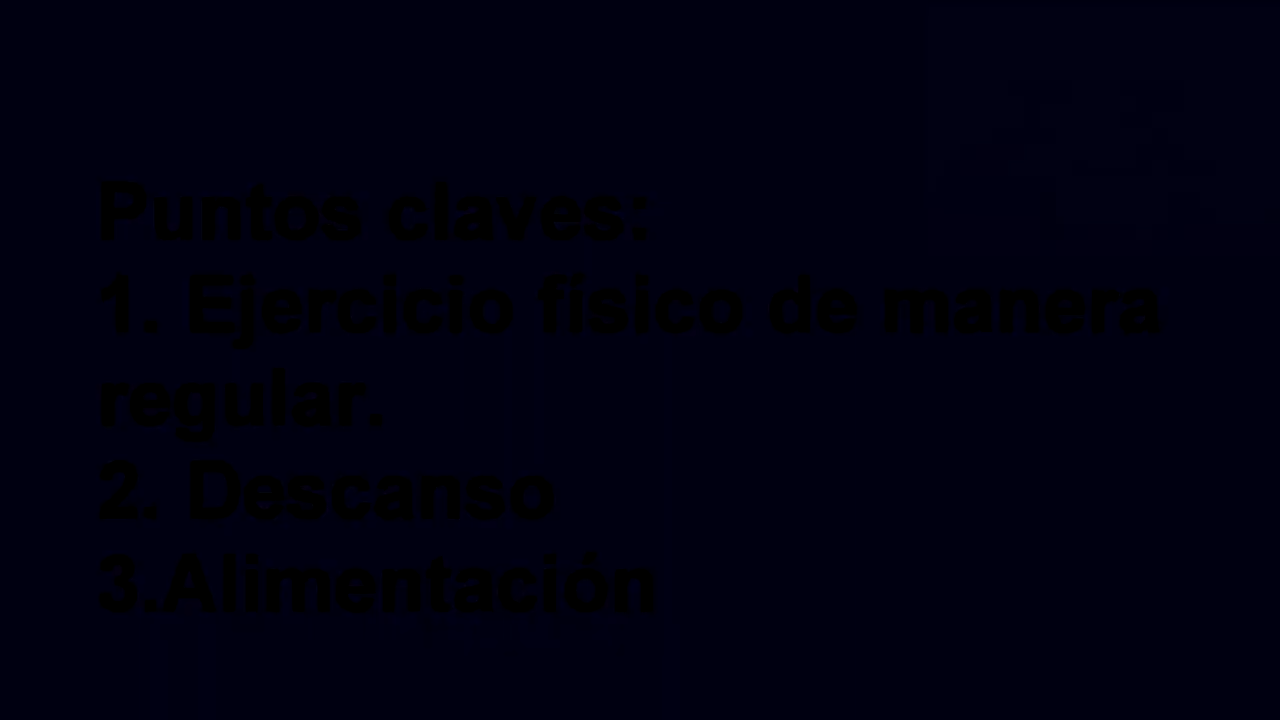 Puntos claves:
1. Ejercicio físico de manera
regular.
2. Descanso
3.Alimentación